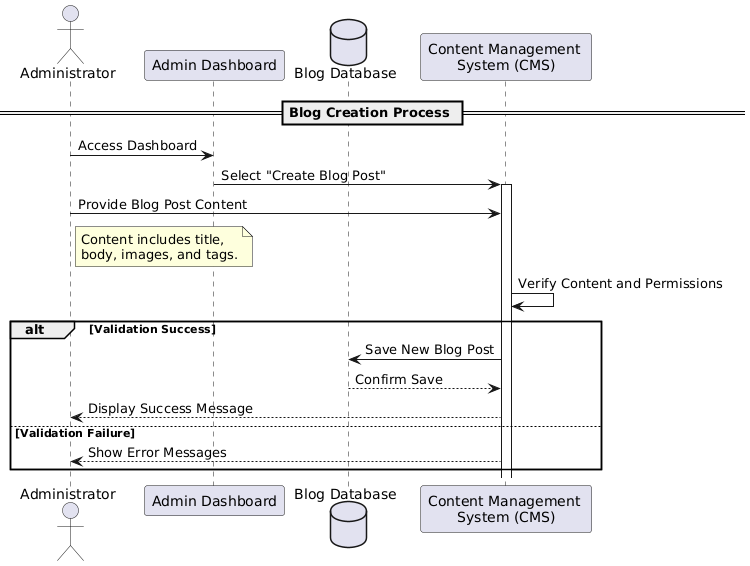 Administrator
Admin Dashboard
Blog Database
Content Management
System (CMS)
Blog Creation Process
Access Dashboard
Select "Create Blog Post"
Provide Blog Post Content
Content includes title,
body, images, and tags.
Verify Content and Permissions
alt
[Validation Success]
Save New Blog Post
Confirm Save
Display Success Message
[Validation Failure]
Show Error Messages
Administrator
Admin Dashboard
Blog Database
Content Management
System (CMS)